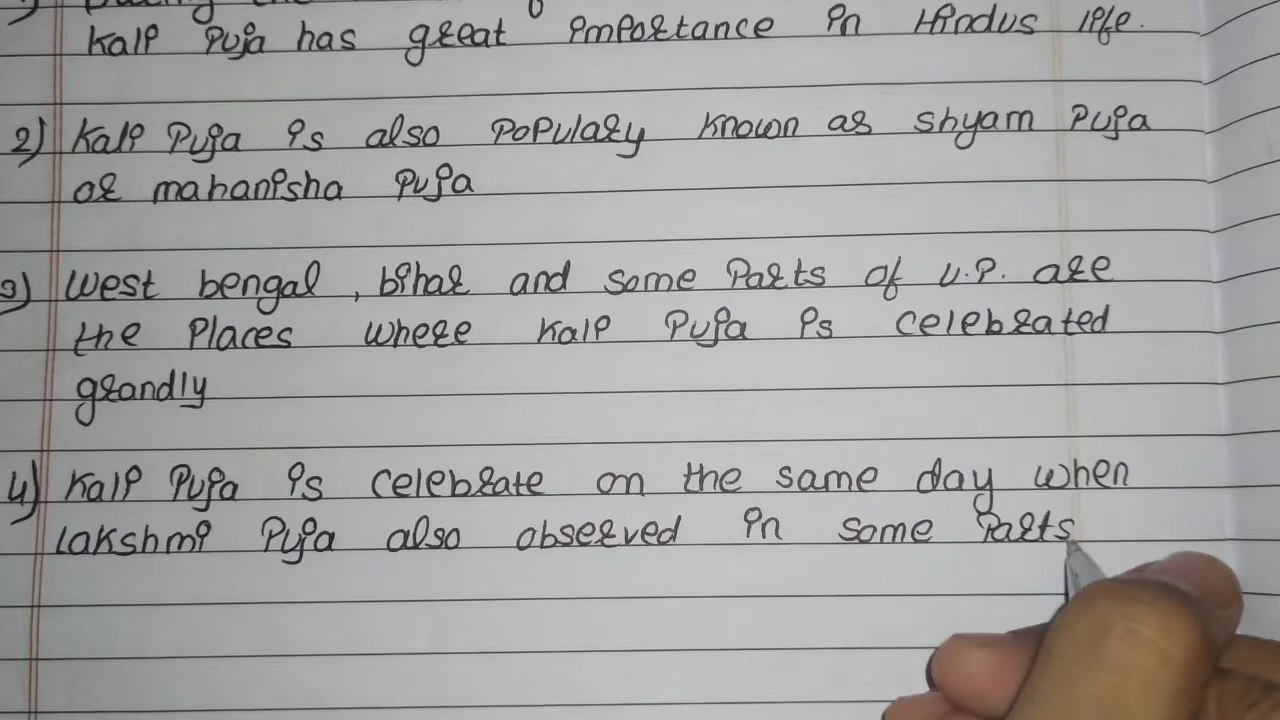 Kali Puja has great importance in Hindus life.
2) Kali Puja is also Populary known as shyam Puja
or mahanisha Puja
3) West bengal, bihar and some Parts of U.P. are
the Places where Kali Puja is celebrated
grandly
4) Kali Puja is celebrate on the same day when
lakshmi Puja also observed in some Parts